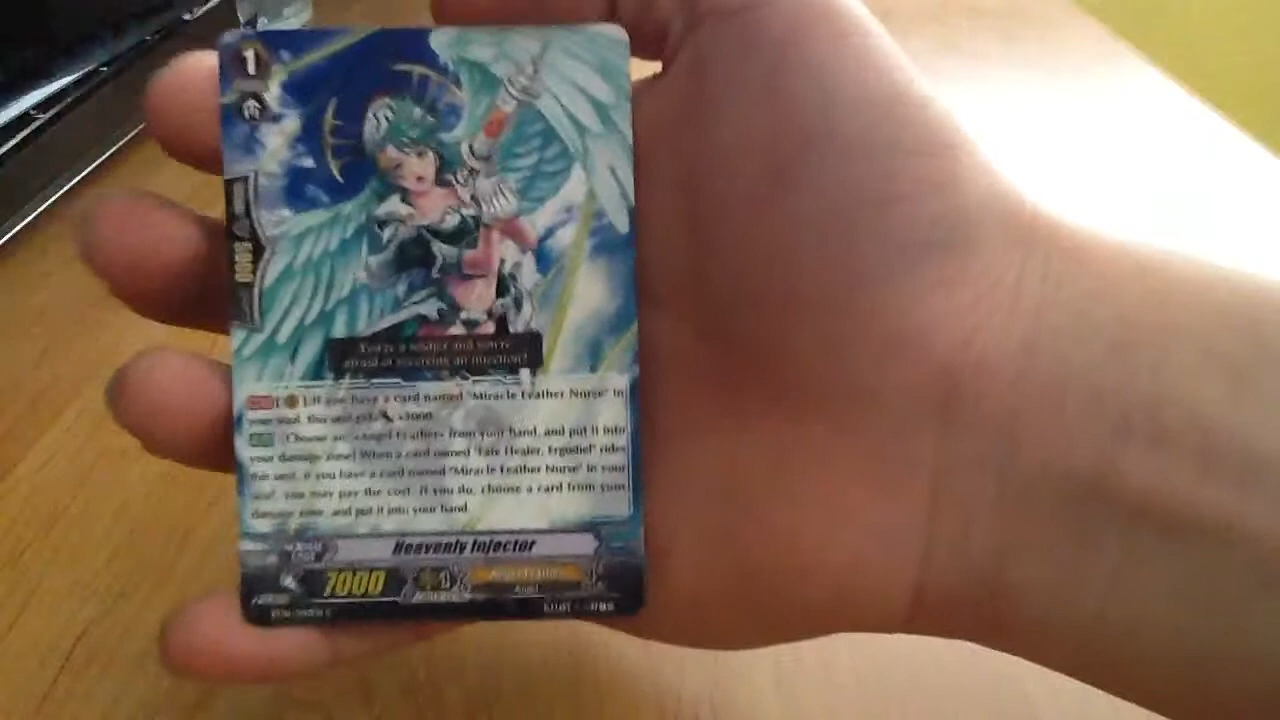 1
5000
You're a soldier and you're
afraid of receiving an injection?
If you have a card named "Miracle Feather Nurse" in
your soul, this unit gets +3000.
Choose an «Angel Feather» from your hand, and put it into
your damage zone] When a card named "Fate Healer, Ergodiel" rides
this unit, if you have a card named "Miracle Feather Nurse" in your
soul, you may pay the cost. If you do, choose a card from your
damage zone, and put it into your hand.
Heavenly Injector
7000
Angel Feather
Angel